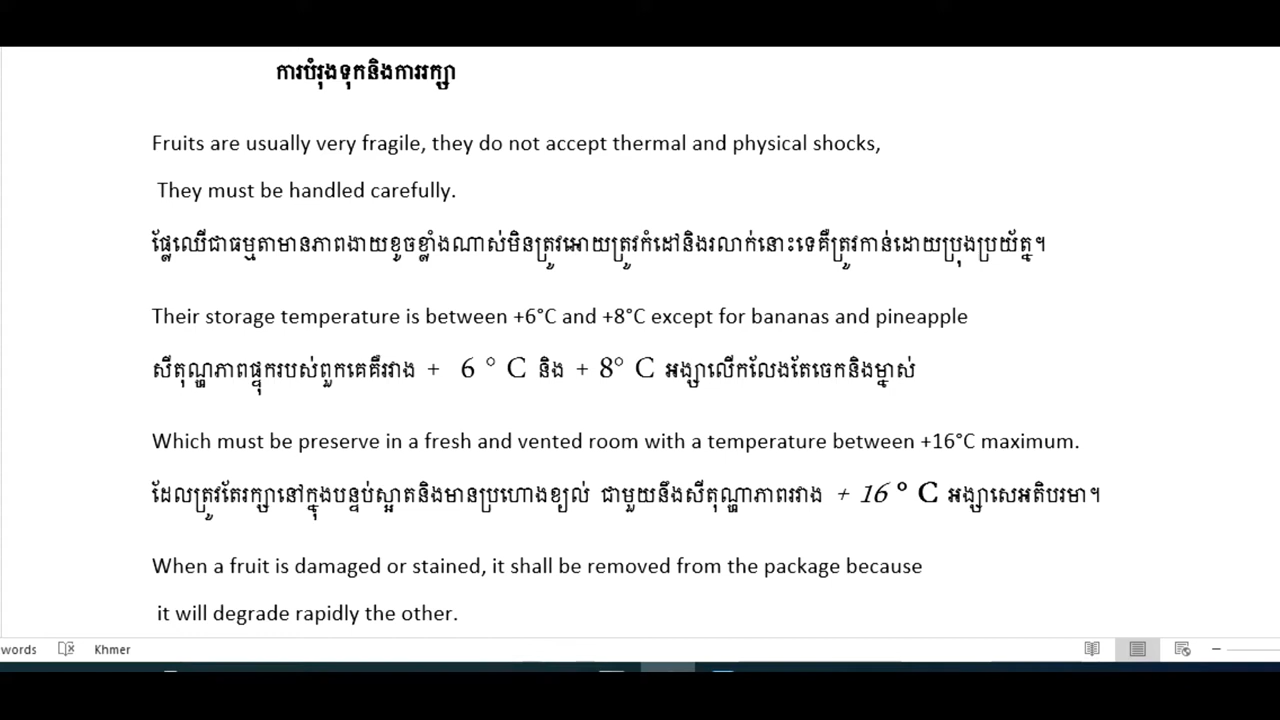 ការបំរុងទុកនិងការរក្សា
Fruits are usually very fragile, they do not accept thermal and physical shocks,
They must be handled carefully.
ផ្លែឈើជាធម្មតាមានភាពងាយខូចខ្លាំងណាស់មិនត្រូវអោយត្រូវកំដៅនិងរលាក់នោះទេគឺត្រូវកាន់ដោយប្រុងប្រយ័ត្ន។
Their storage temperature is between +6°C and +8°C except for bananas and pineapple
សីតុណ្ហភាពផ្ទុករបស់ពួកគេគឺរវាង + 6 ° C និង + 8° C អង្សាលើកលែងតែចេកនិងម្នាស់
Which must be preserve in a fresh and vented room with a temperature between +16°C maximum.
ដែលត្រូវតែរក្សានៅក្នុងបន្ទប់ស្អាតនិងមានប្រហោងខ្យល់ ជាមួយនឹងសីតុណ្ហាភាពរវាង + 16 ° C អង្សាសេអតិបរមា។
When a fruit is damaged or stained, it shall be removed from the package because
it will degrade rapidly the other.
words Khmer